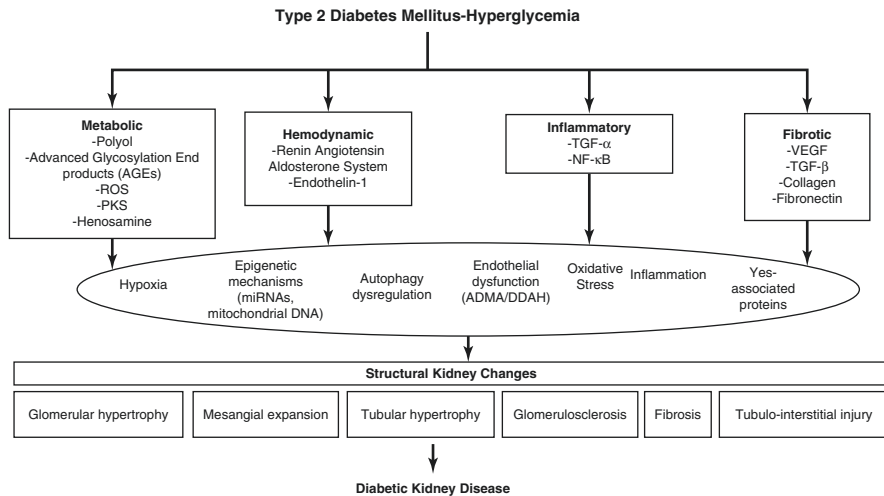 Type 2 Diabetes Mellitus-Hyperglycemia
Metabolic
-Polyol
-Advanced Glycosylation End
products (AGEs)
-ROS
-PKS
-Henosamine
Hemodynamic
-Renin Angiotensin
Aldosterone System
-Endothelin-1
Inflammatory
-TGF-α
-NF-κB
Fibrotic
-VEGF
-TGF-β
-Collagen
-Fibronectin
Hypoxia
Epigenetic
mechanisms
(miRNAs,
mitochondrial DNA)
Autophagy
dysregulation
Endothelial
dysfunction
(ADMA/DDAH)
Oxidative
Stress
Inflammation
Yes-
associated
proteins
Structural Kidney Changes
Glomerular hypertrophy
Mesangial expansion
Tubular hypertrophy
Glomerulosclerosis
Fibrosis
Tubulo-interstitial injury
Diabetic Kidney Disease